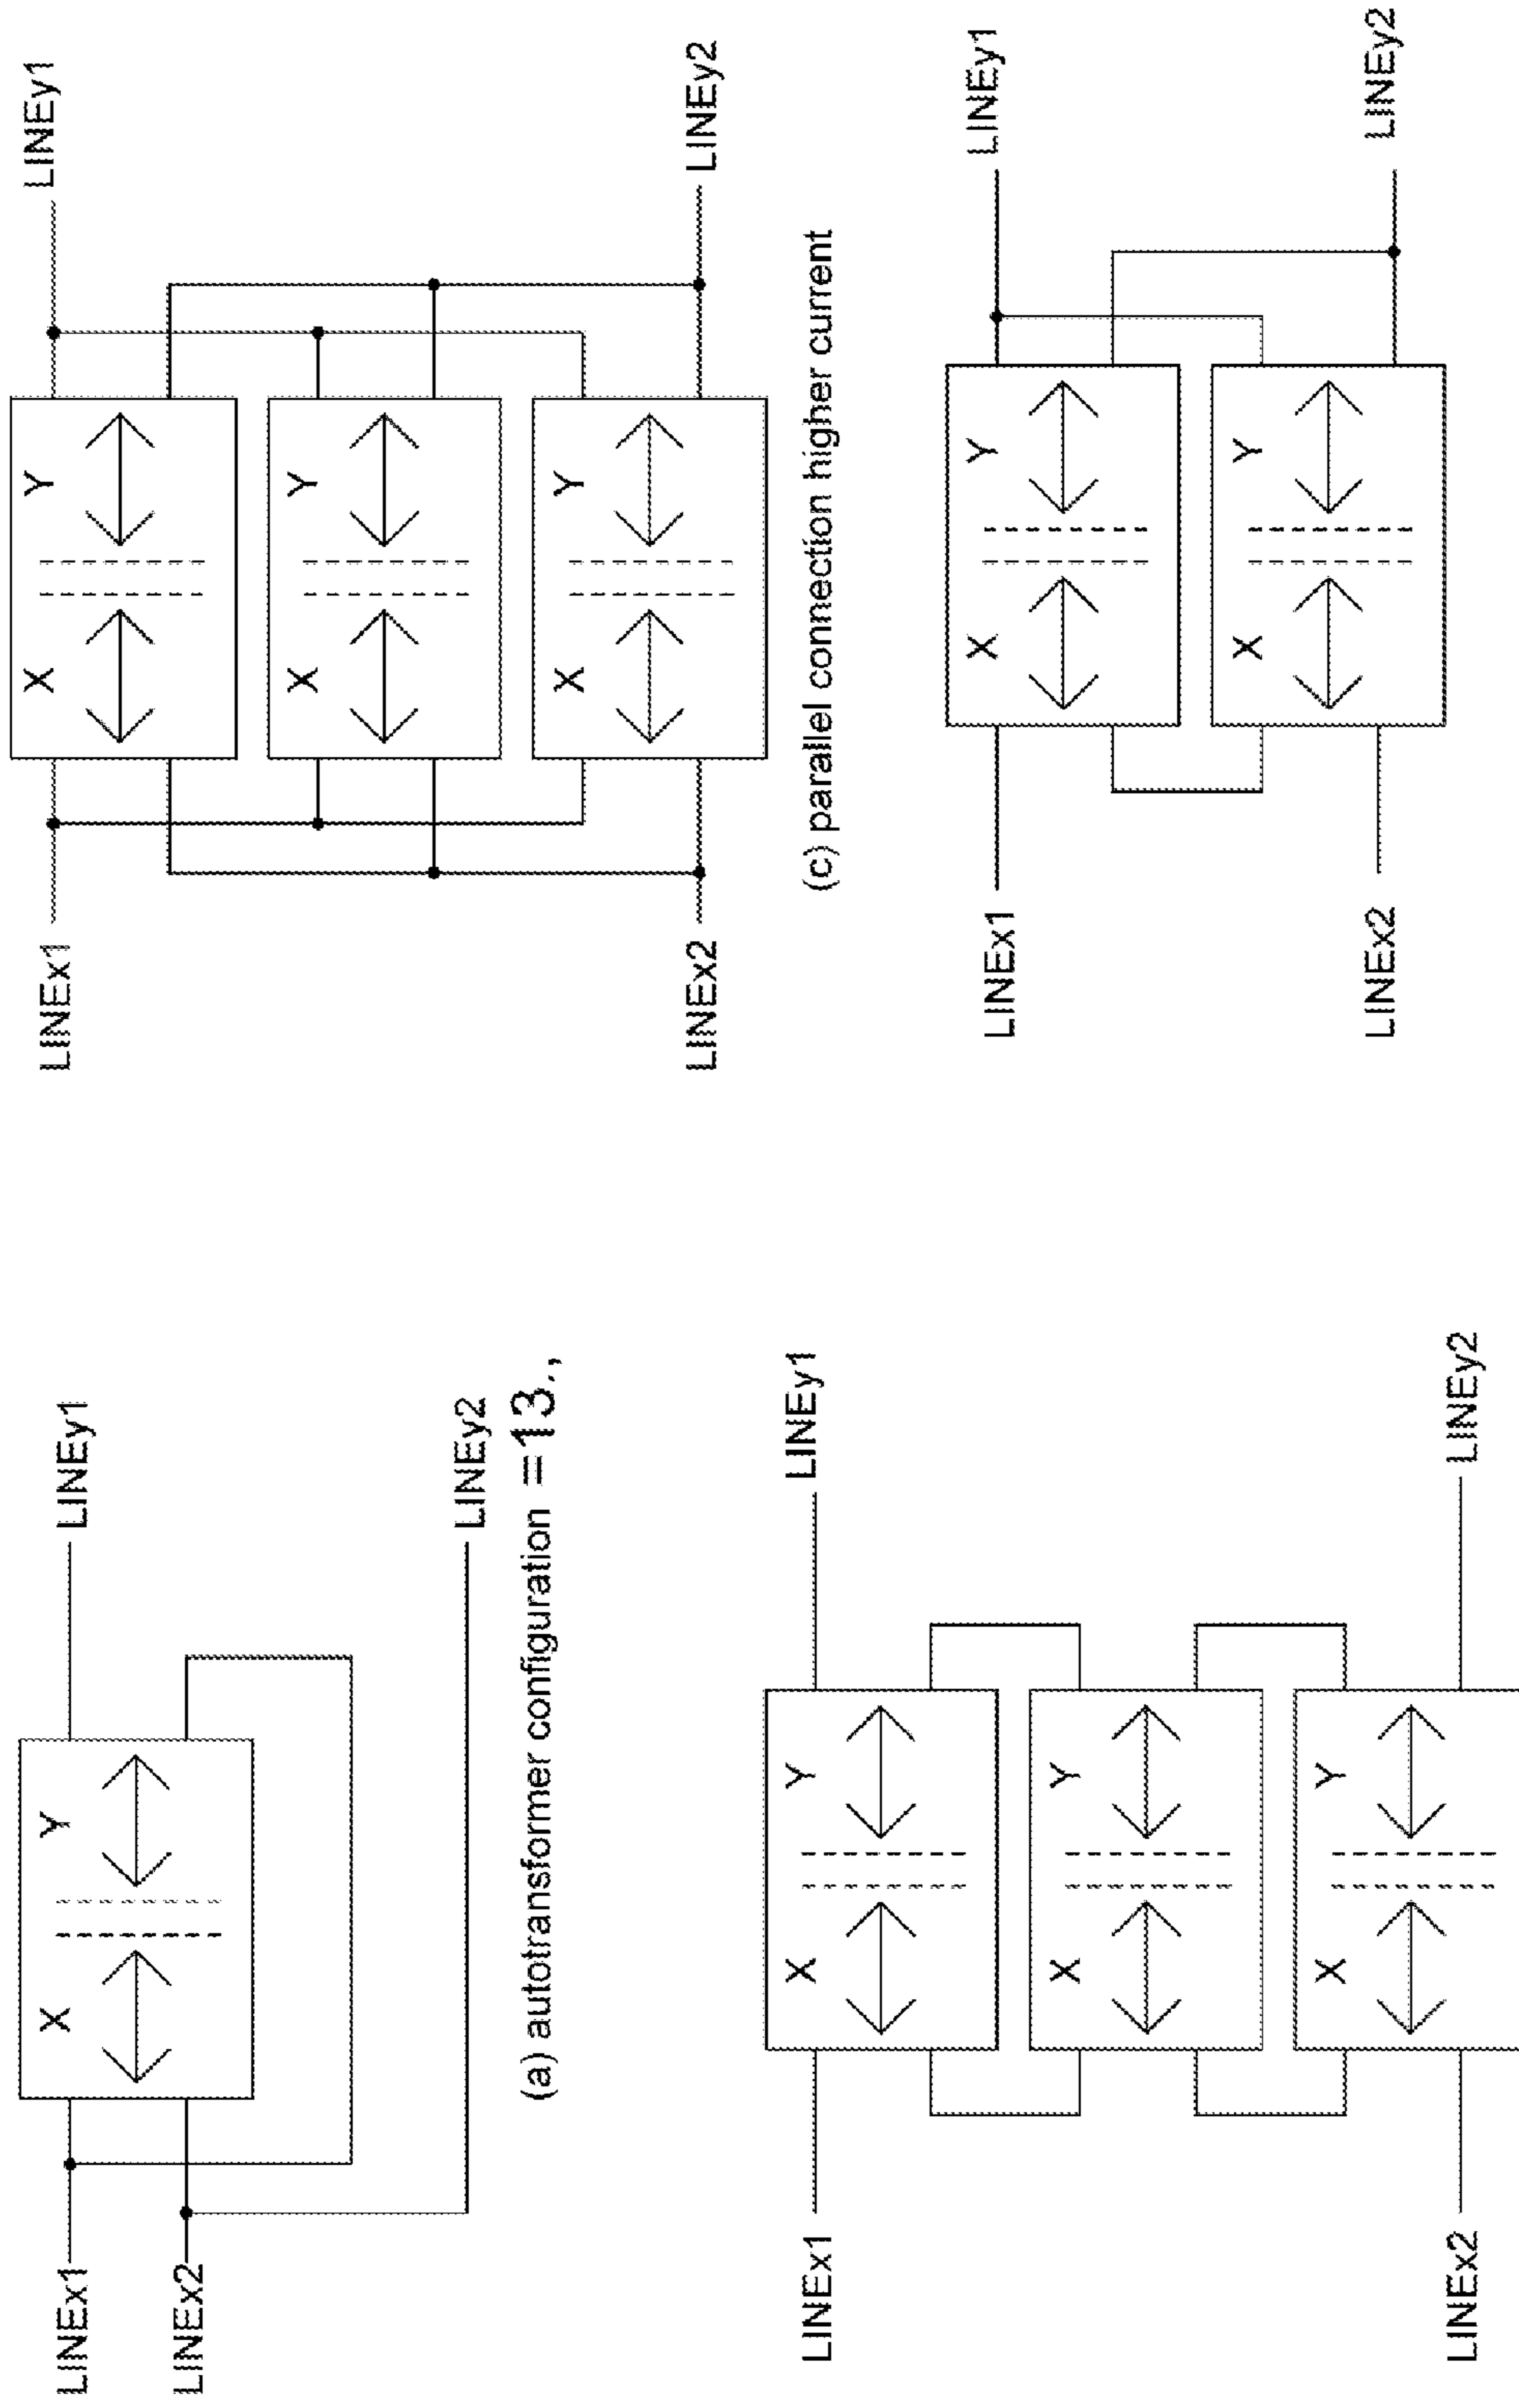 LINEx1
X Y
LINEy1
LINEx2
LINEy2
(a) autotransformer configuration =13.,
LINEx1
X Y
LINEy1
X Y
X Y
LINEx2
LINEy2
(c) parallel connection higher current
LINEx1
X Y
LINEy1
X Y
X Y
LINEx2
LINEy2
LINEx1
X Y
LINEy1
X Y
LINEx2
LINEy2